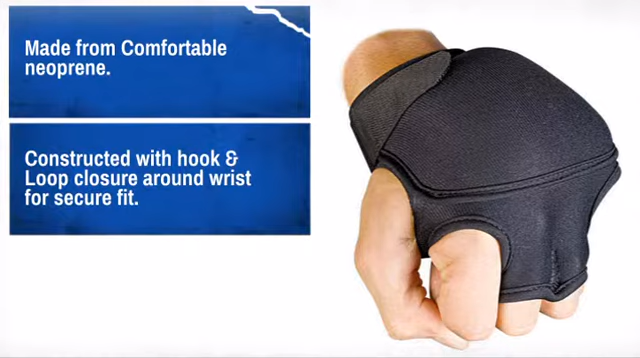 Made from Comfortable
neoprene.
Constructed with hook &
Loop closure around wrist
for secure fit.